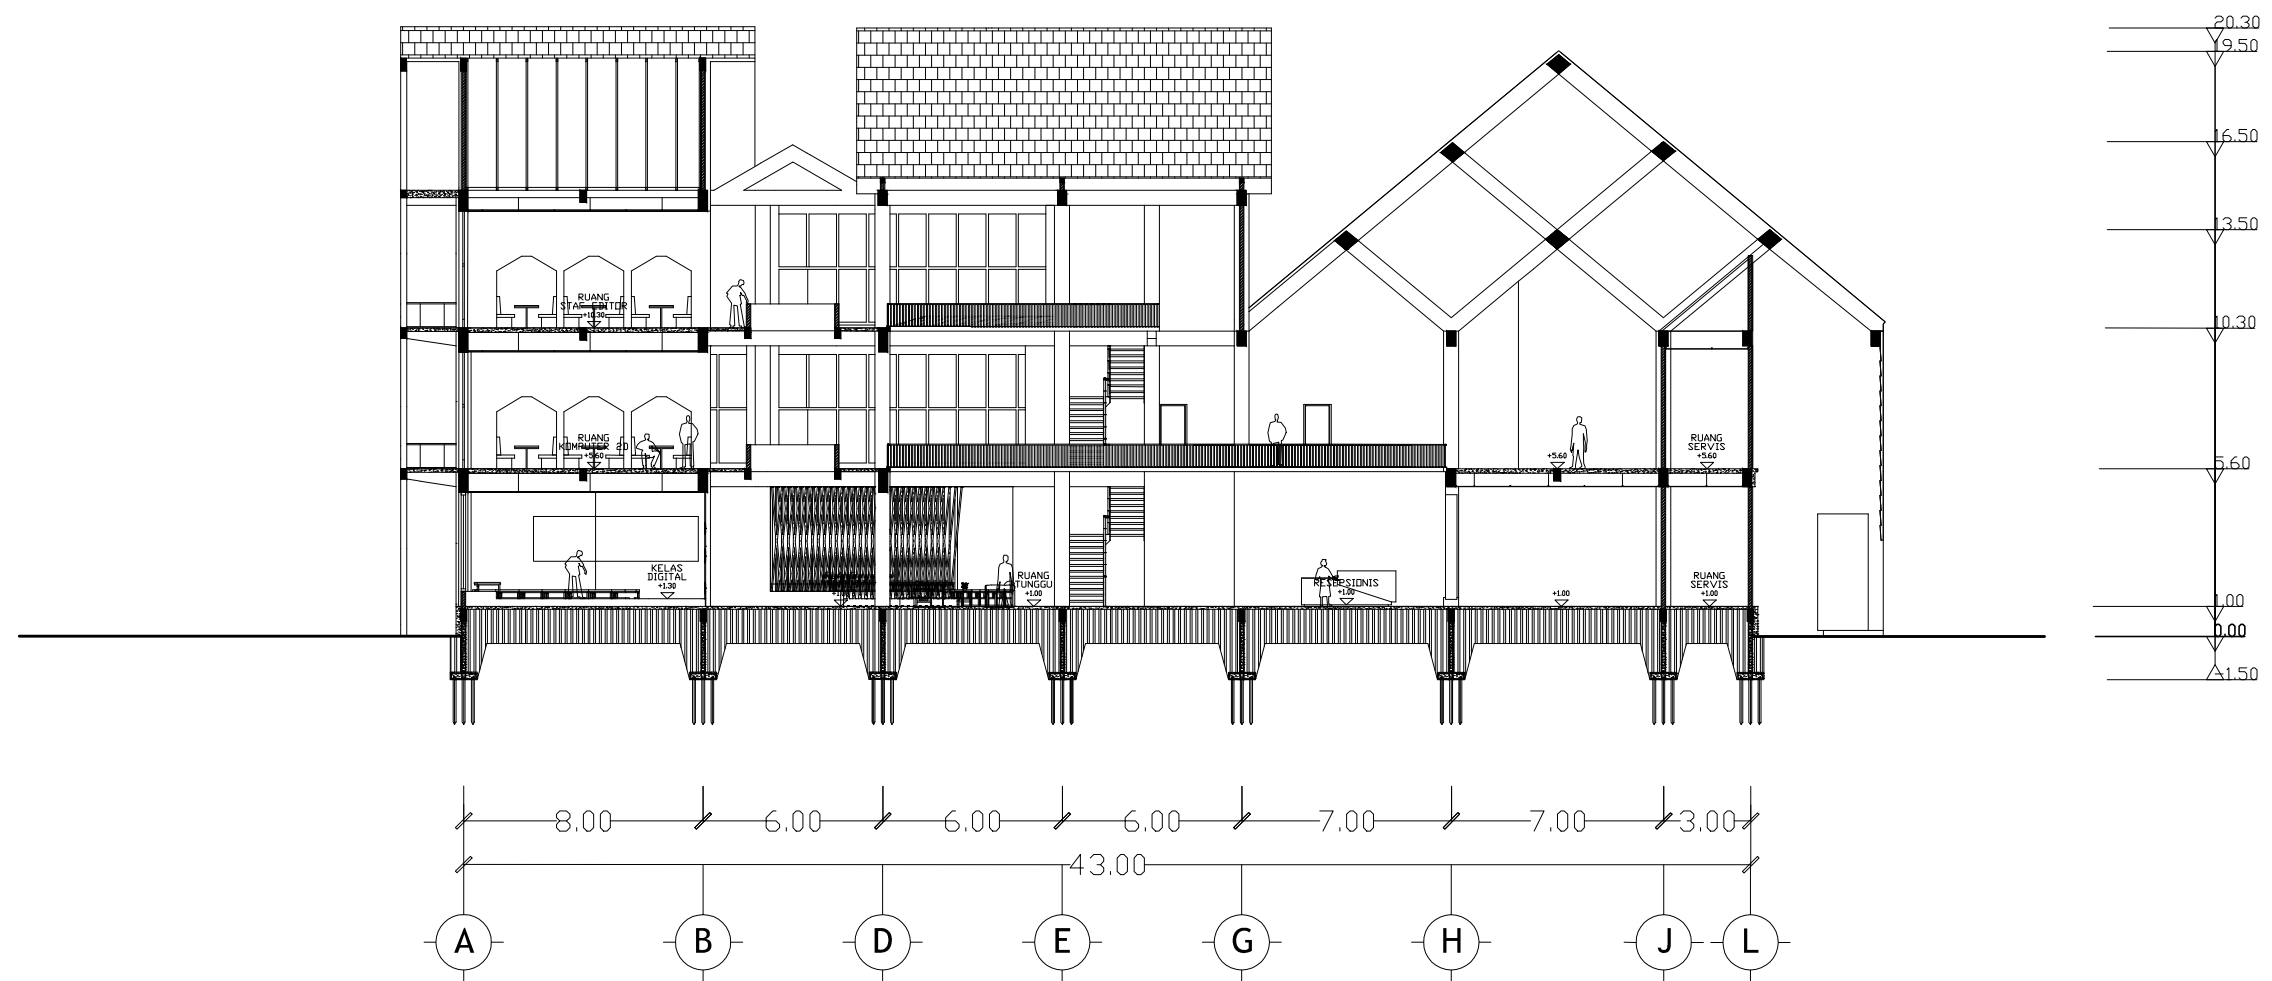 20.30
19.50
16.50
13.50
RUANG
STAF EDITOR
+10.30
10.30
RUANG
KOMPUTER 2D
+5.60
+5.60
RUANG
SERVIS
+5.60
5.60
KELAS
DIGITAL
+1.30
RUANG
TUNGGU
+1.00
RESEPSIONIS
+1.00
+1.00
RUANG
SERVIS
+1.00
1.00
0.00
-1.50
8.00 6.00 6.00 6.00 7.00 7.00 3.00
43.00
A B D E G H J L